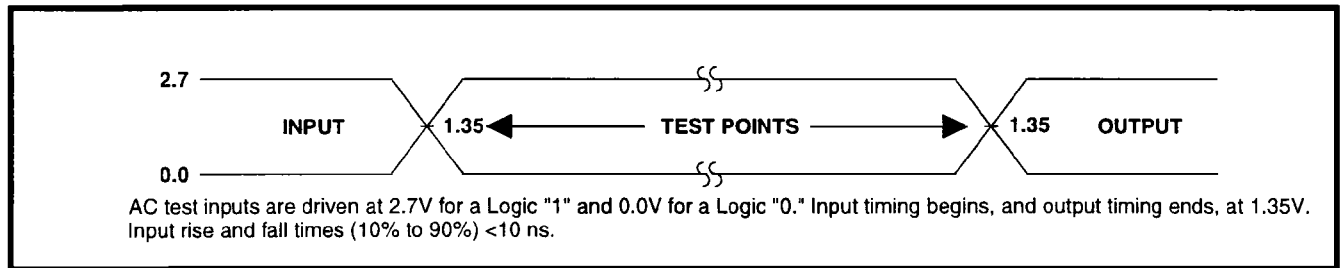 2.7
INPUT 1.35 TEST POINTS 1.35 OUTPUT
0.0
AC test inputs are driven at 2.7V for a Logic "1" and 0.0V for a Logic "0." Input timing begins, and output timing ends, at 1.35V.
Input rise and fall times (10% to 90%) <10 ns.